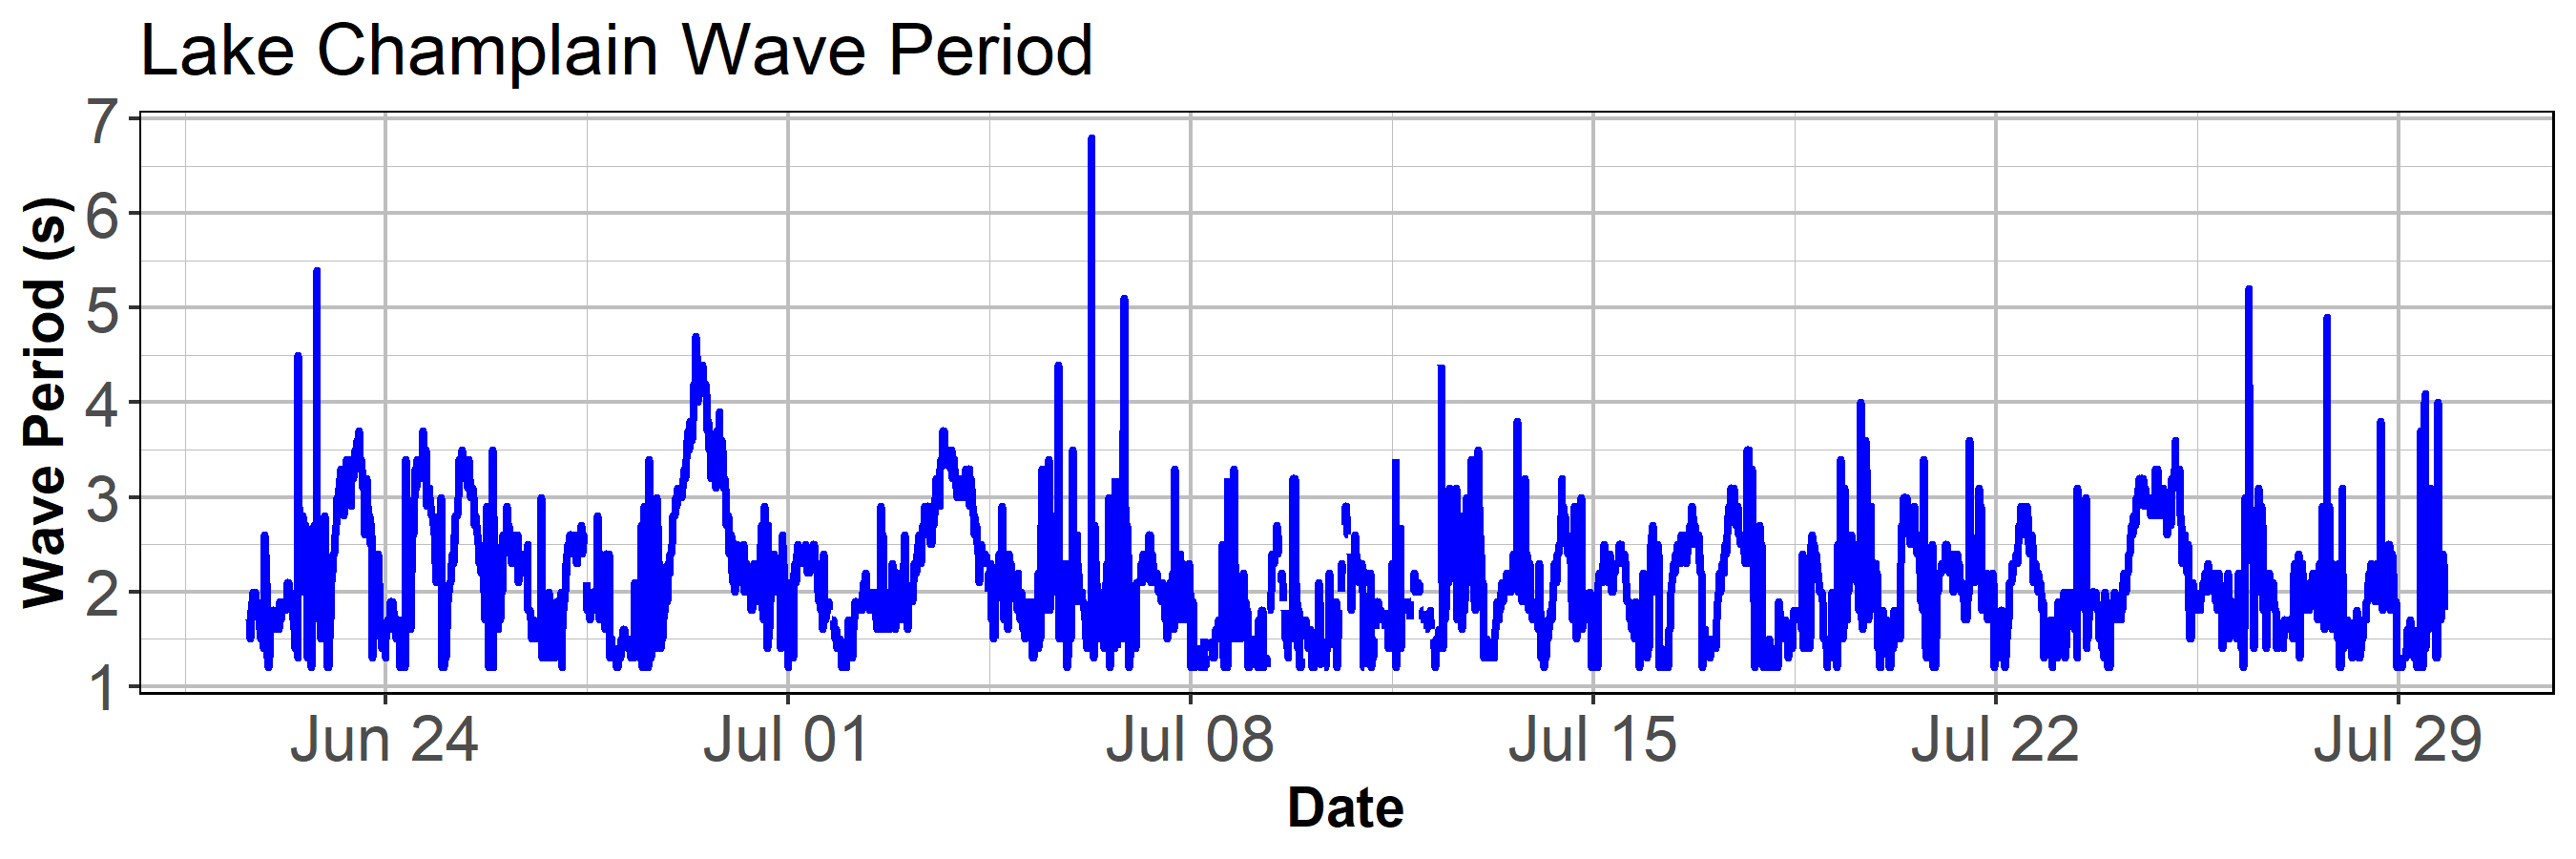 Lake Champlain Wave Period
Wave Period (s)
7
6
5
4
3
2
1
Jun 24
Jul 01
Jul 08
Jul 15
Jul 22
Jul 29
Date